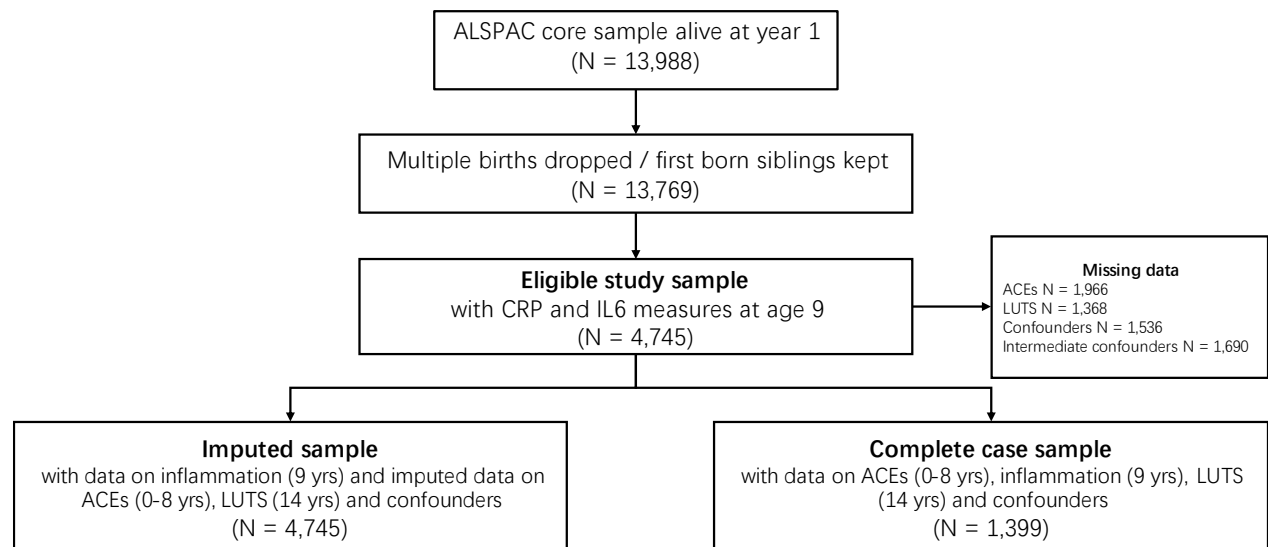 ALSPAC core sample alive at year 1
(N = 13,988)
Multiple births dropped / first born siblings kept
(N = 13,769)
Eligible study sample
with CRP and IL6 measures at age 9
(N = 4,745)
Missing data
ACEs N = 1,966
LUTS N = 1,368
Confounders N = 1,536
Intermediate confounders N = 1,690
Imputed sample
with data on inflammation (9 yrs) and imputed data on
ACEs (0-8 yrs), LUTS (14 yrs) and confounders
(N = 4,745)
Complete case sample
with data on ACEs (0-8 yrs), inflammation (9 yrs), LUTS
(14 yrs) and confounders
(N = 1,399)